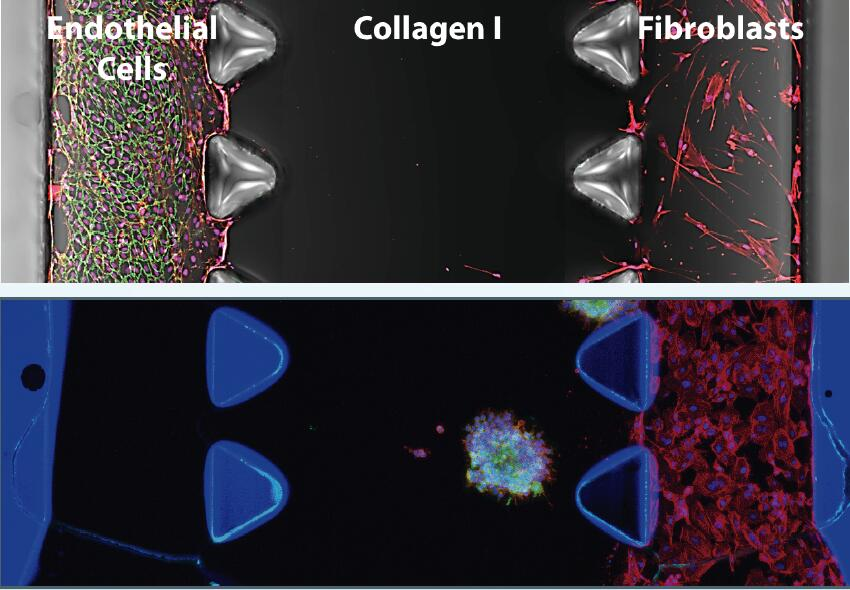 Endothelial
Cells
Collagen I
Fibroblasts